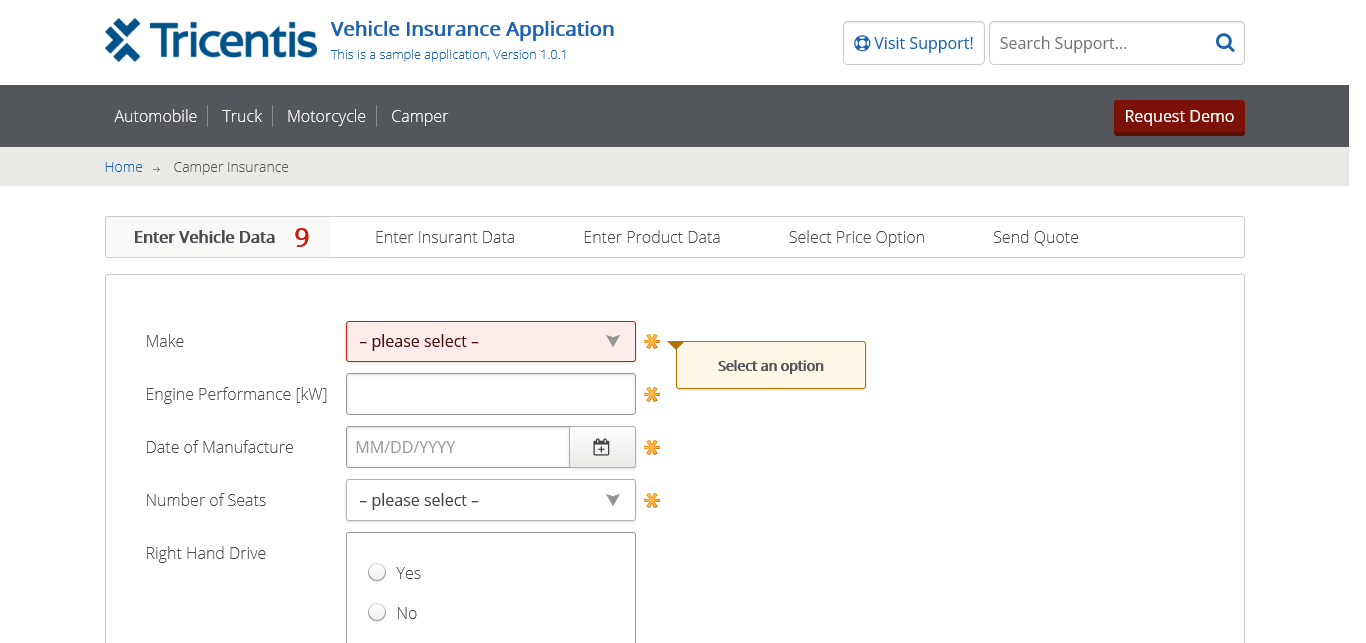 Tricentis
Vehicle Insurance Application
This is a sample application, Version 1.0.1
Visit Support!
Search Support...
Automobile
Truck
Motorcycle
Camper
Request Demo
Home → Camper Insurance
Enter Vehicle Data 9
Enter Insurant Data
Enter Product Data
Select Price Option
Send Quote
Make
– please select –
Select an option
Engine Performance [kW]
Date of Manufacture
MM/DD/YYYY
Number of Seats
– please select –
Right Hand Drive
Yes
No